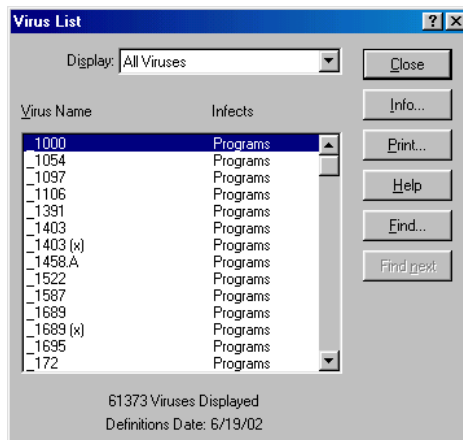 Virus List
Display: All Viruses
Close
Virus Name Infects
Info...
_1000 Programs
_1054 Programs
_1097 Programs
_1106 Programs
_1391 Programs
_1403 Programs
_1403 (x) Programs
_1458.A Programs
_1522 Programs
_1587 Programs
_1689 Programs
_1689 (x) Programs
_1695 Programs
_172 Programs
Print...
Help
Find...
Find next
61373 Viruses Displayed
Definitions Date: 6/19/02